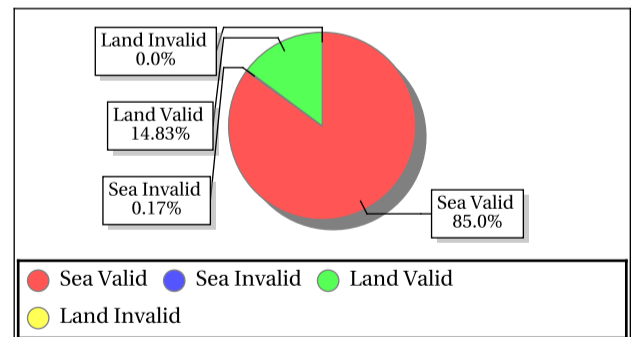 Land Invalid
0.0%
Land Valid
14.83%
Sea Invalid
0.17%
Sea Valid
85.0%
Sea Valid Sea Invalid Land Valid
Land Invalid